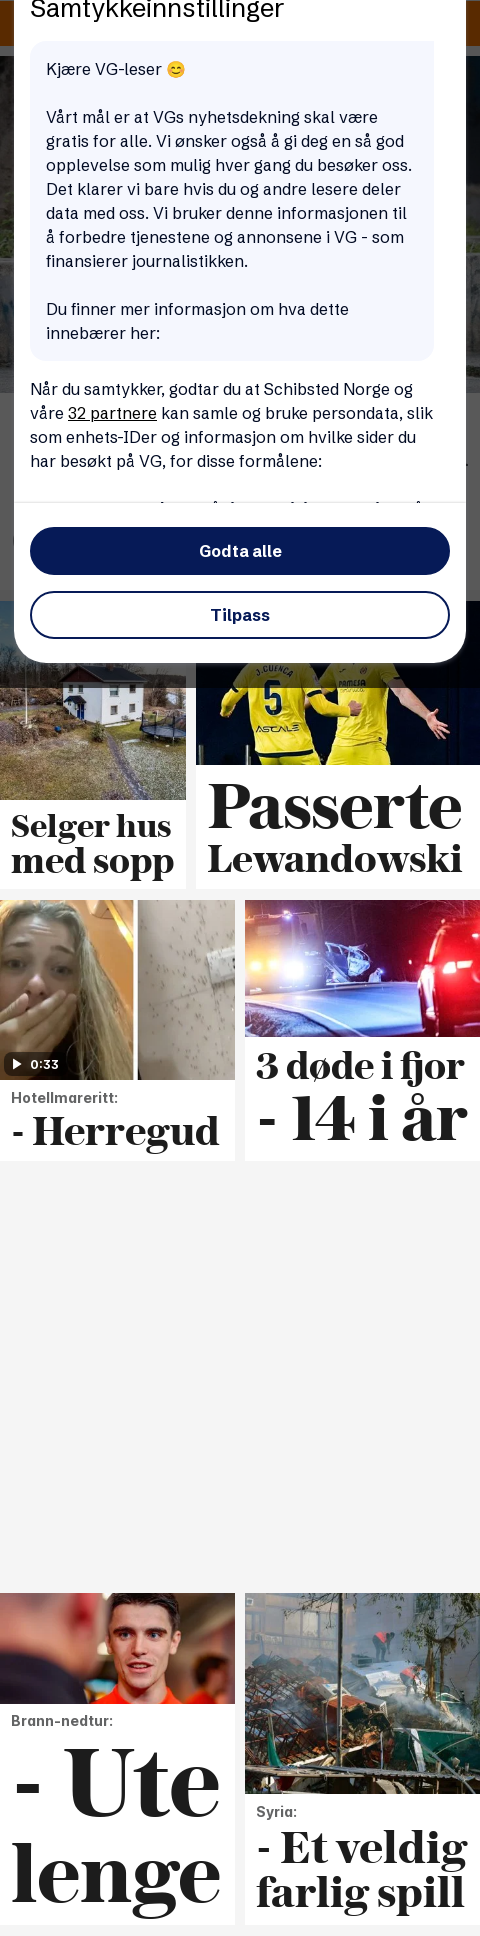 Samtykkeinnstillinger
Kjære VG-leser 😊
Vårt mål er at VGs nyhetsdekning skal være
gratis for alle. Vi ønsker også å gi deg en så god
opplevelse som mulig hver gang du besøker oss.
Det klarer vi bare hvis du og andre lesere deler
data med oss. Vi bruker denne informasjonen til
å forbedre tjenestene og annonsene i VG - som
finansierer journalistikken.
Du finner mer informasjon om hva dette
innebærer her:
Når du samtykker, godtar du at Schibsted Norge og
våre 32 partnere kan samle og bruke persondata, slik
som enhets-IDer og informasjon om hvilke sider du
har besøkt på VG, for disse formålene:
Godta alle
Tilpass
J.CUENCA
5
ASCALE
PAMESA
Selger hus
med sopp
Passerte
Lewandowski
0:33
Hotellmareritt:
- Herregud
3 døde i fjor
- 14 i år
Brann-nedtur:
- Ute
lenge
Syria:
- Et veldig
farlig spill